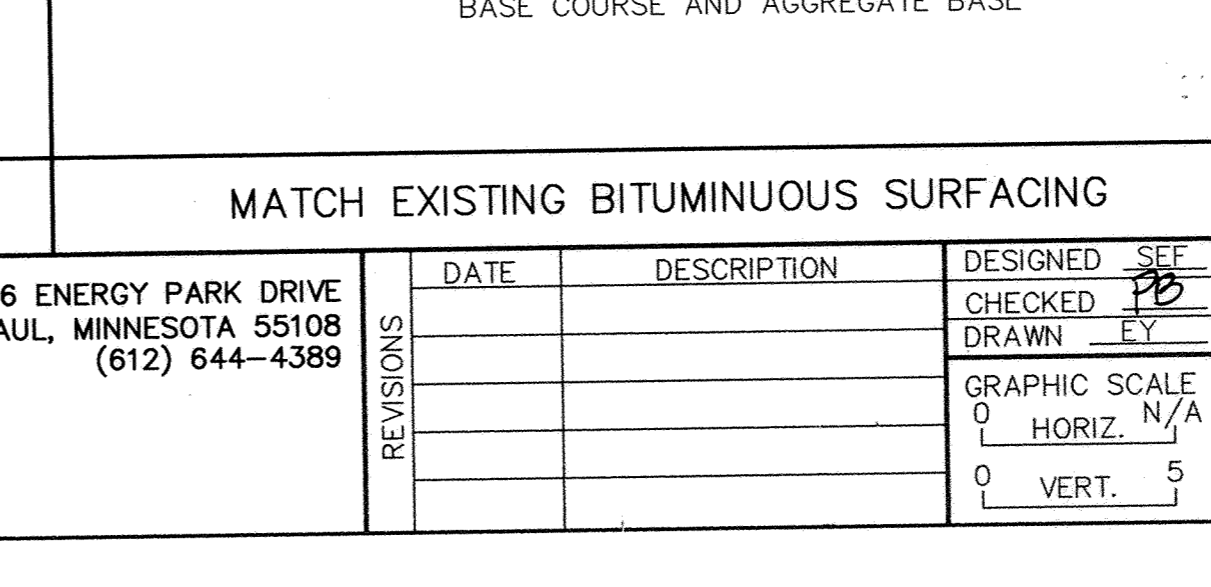 BASE COURSE AND AGGREGATE BASE
MATCH EXISTING BITUMINUOUS SURFACING
6 ENERGY PARK DRIVE
AUL, MINNESOTA 55108
(612) 644-4389
REVISIONS
DATE DESCRIPTION
DESIGNED SEF
CHECKED PB
DRAWN EY
GRAPHIC SCALE
0 HORIZ. N/A
0 VERT. 5